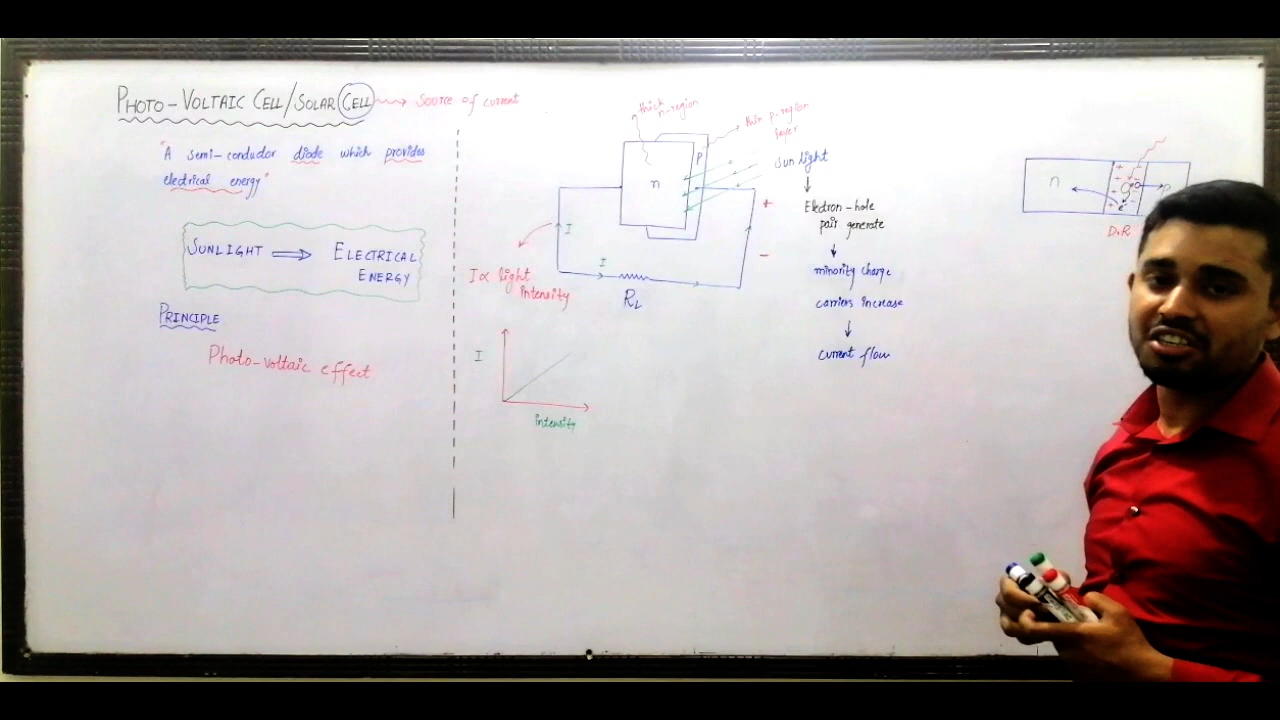 PHOTO-VOLTAIC CELL/SOLAR CELL
Source of current
"A semi-conductor diode which provides
electrical energy"
SUNLIGHT ⇒ ELECTRICAL
ENERGY
PRINCIPLE
Photo-voltaic effect
thick
n-region
thin p-region
layer
n
P
sun light
+
-
I
I
RL
I∝ light
intensity
I
intensity
Electron-hole
pair generate
↓
minority charge
carriers increase
↓
current flow
n
e
D.R